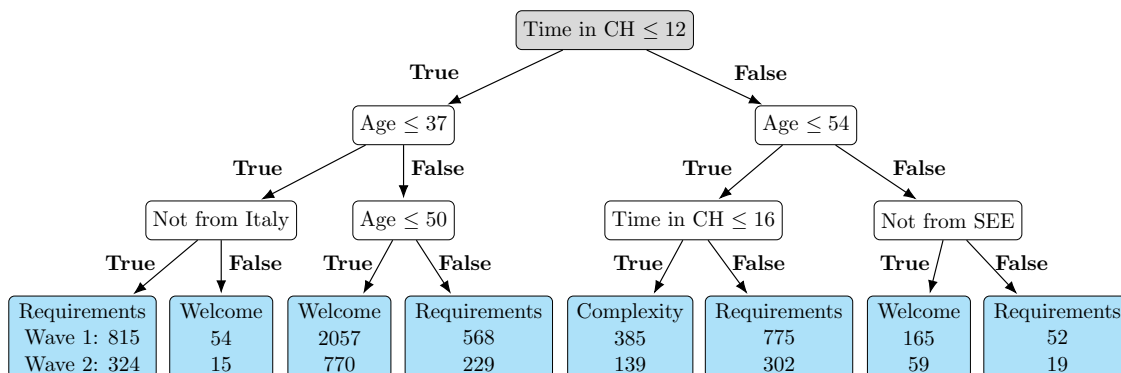 Time in CH ≤ 12
True False
Age ≤ 37 Age ≤ 54
True False True False
Not from Italy Age ≤ 50 Time in CH ≤ 16 Not from SEE
True False True False True False True False
Requirements Welcome Welcome Requirements Complexity Requirements Welcome Requirements
Wave 1: 815 54 2057 568 385 775 165 52
Wave 2: 324 15 770 229 139 302 59 19